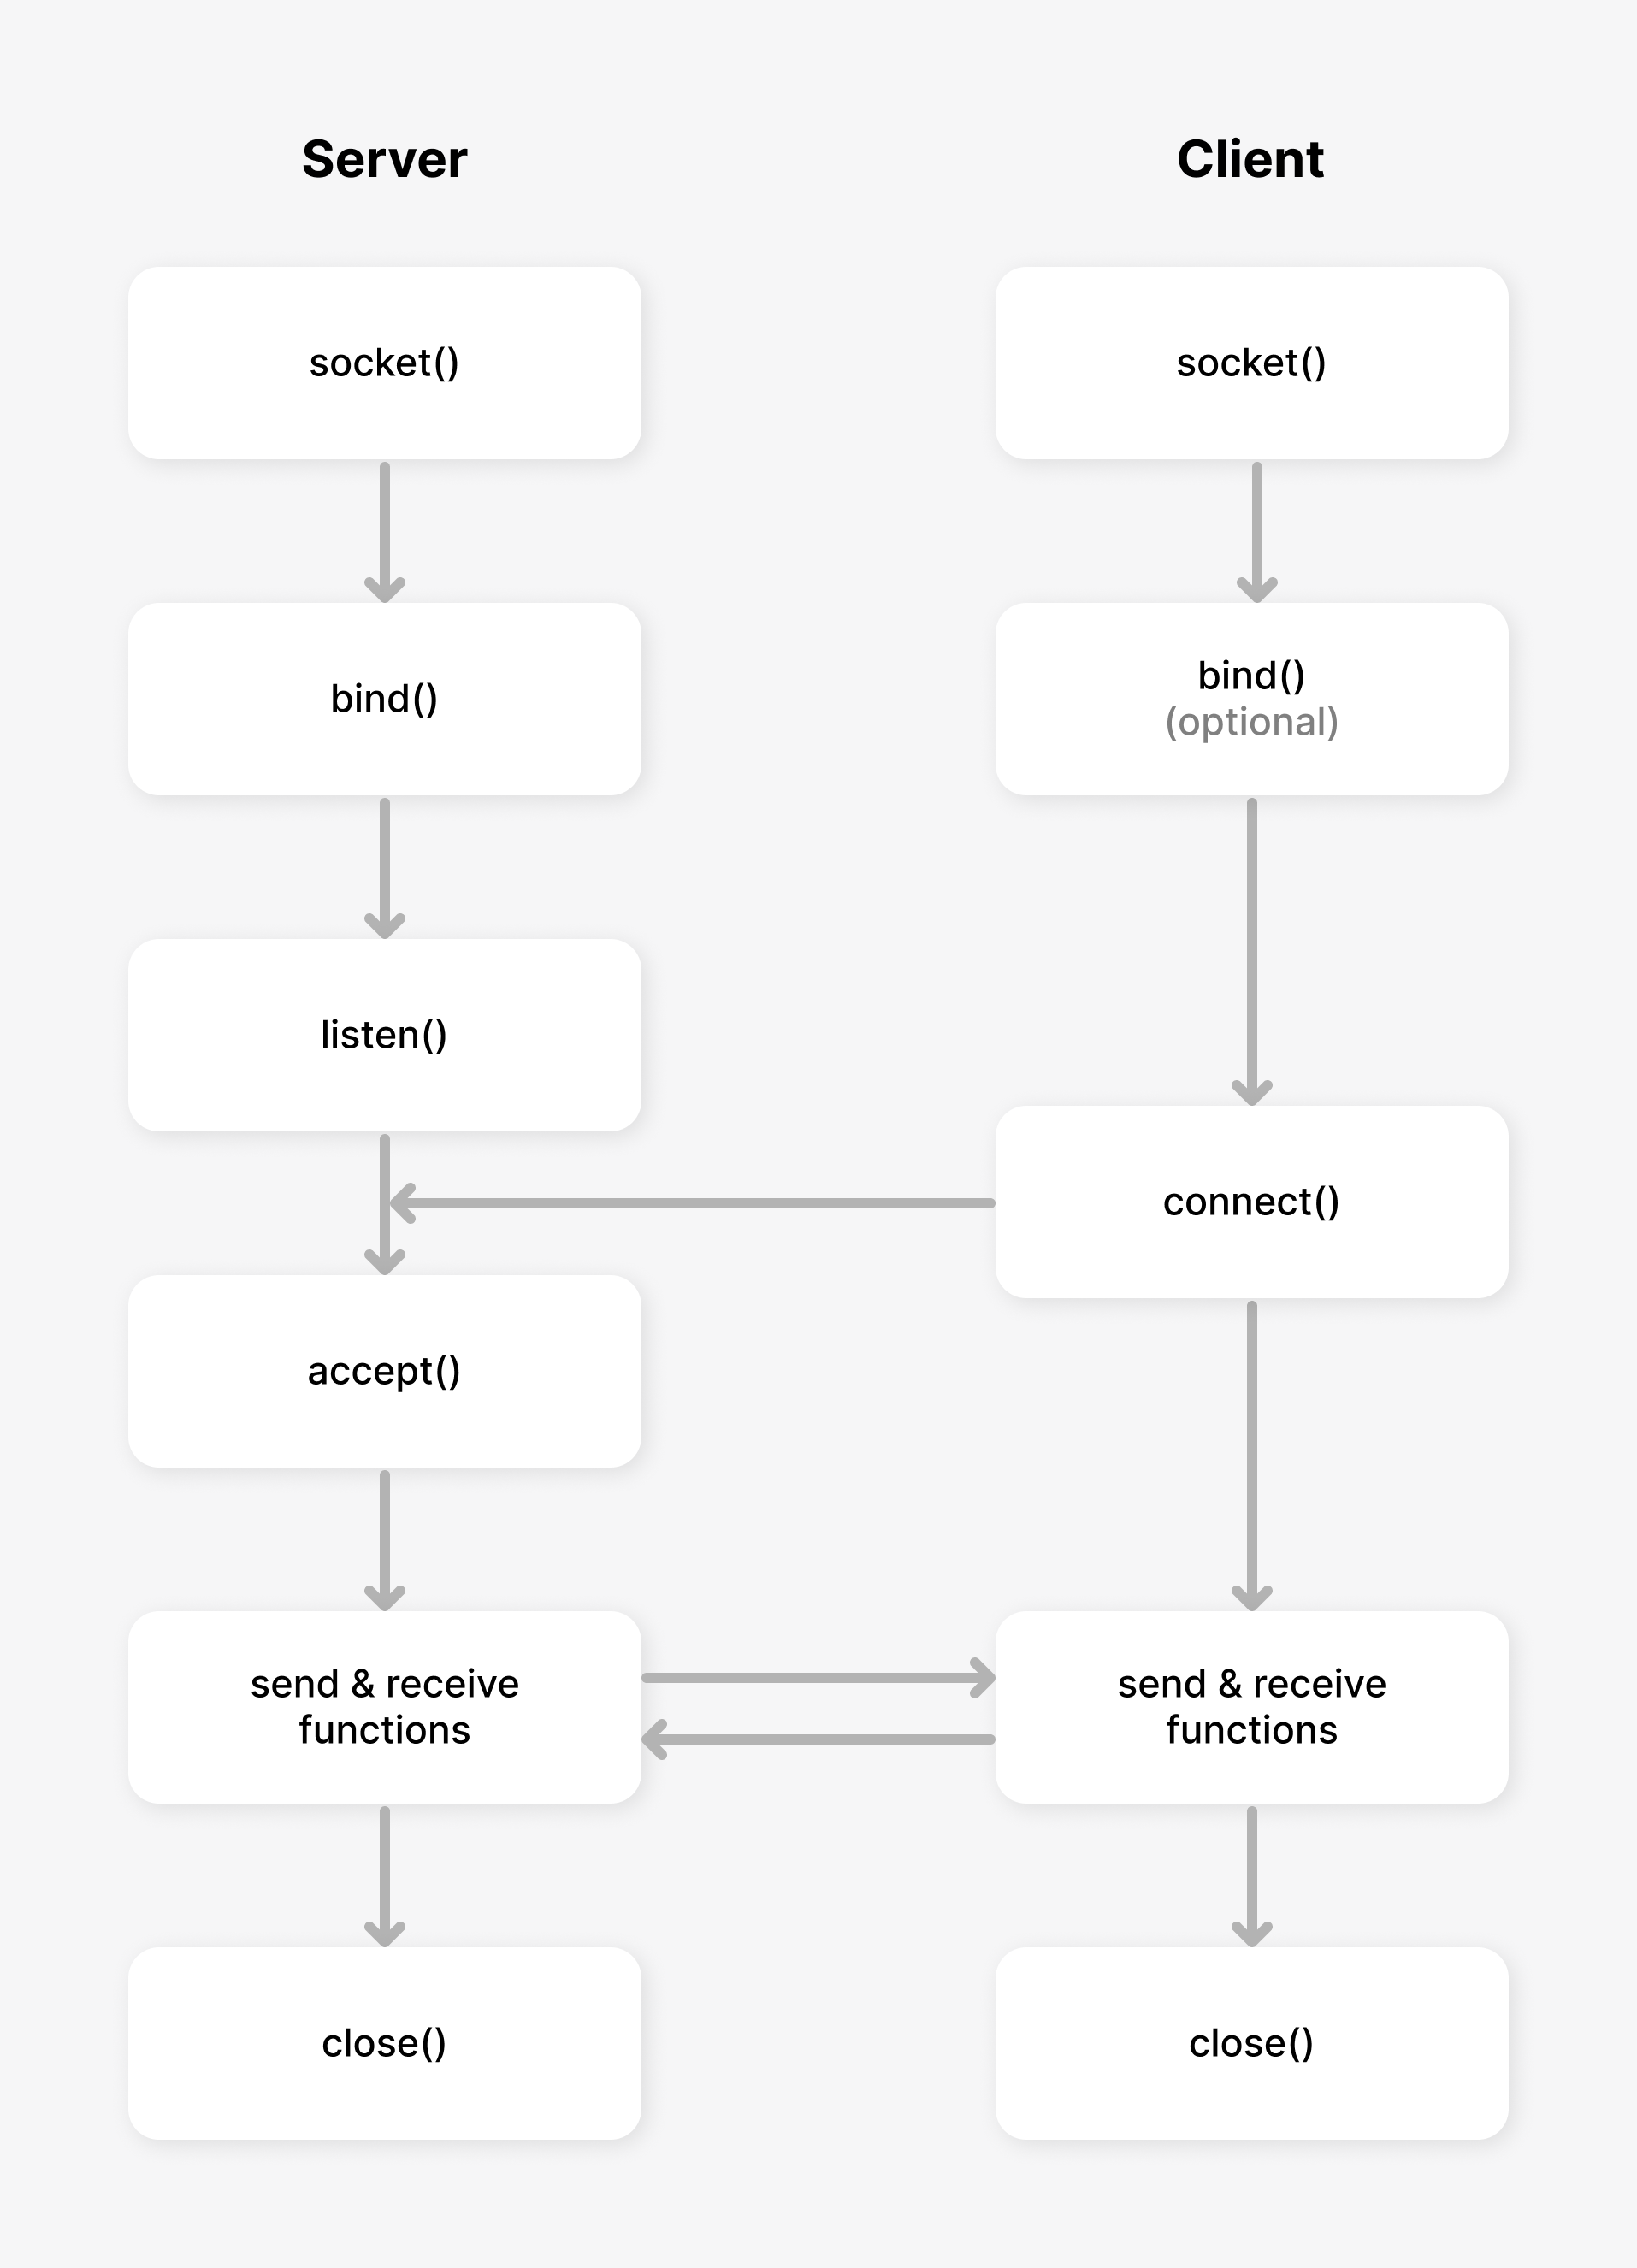 Server
socket()
bind()
listen()
accept()
send & receive
functions
close()
Client
socket()
bind()
(optional)
connect()
send & receive
functions
close()